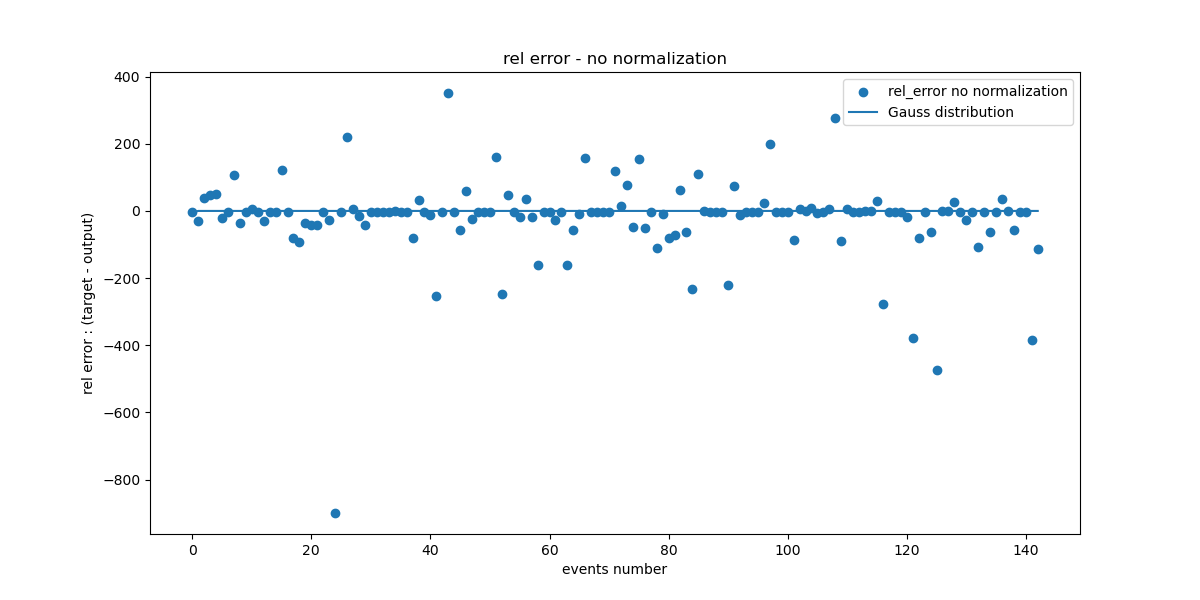 rel error - no normalization
rel_error no normalization
Gauss distribution
400
200
0
−200
−400
−600
−800
rel error : (target - output)
0 20 40 60 80 100 120 140
events number